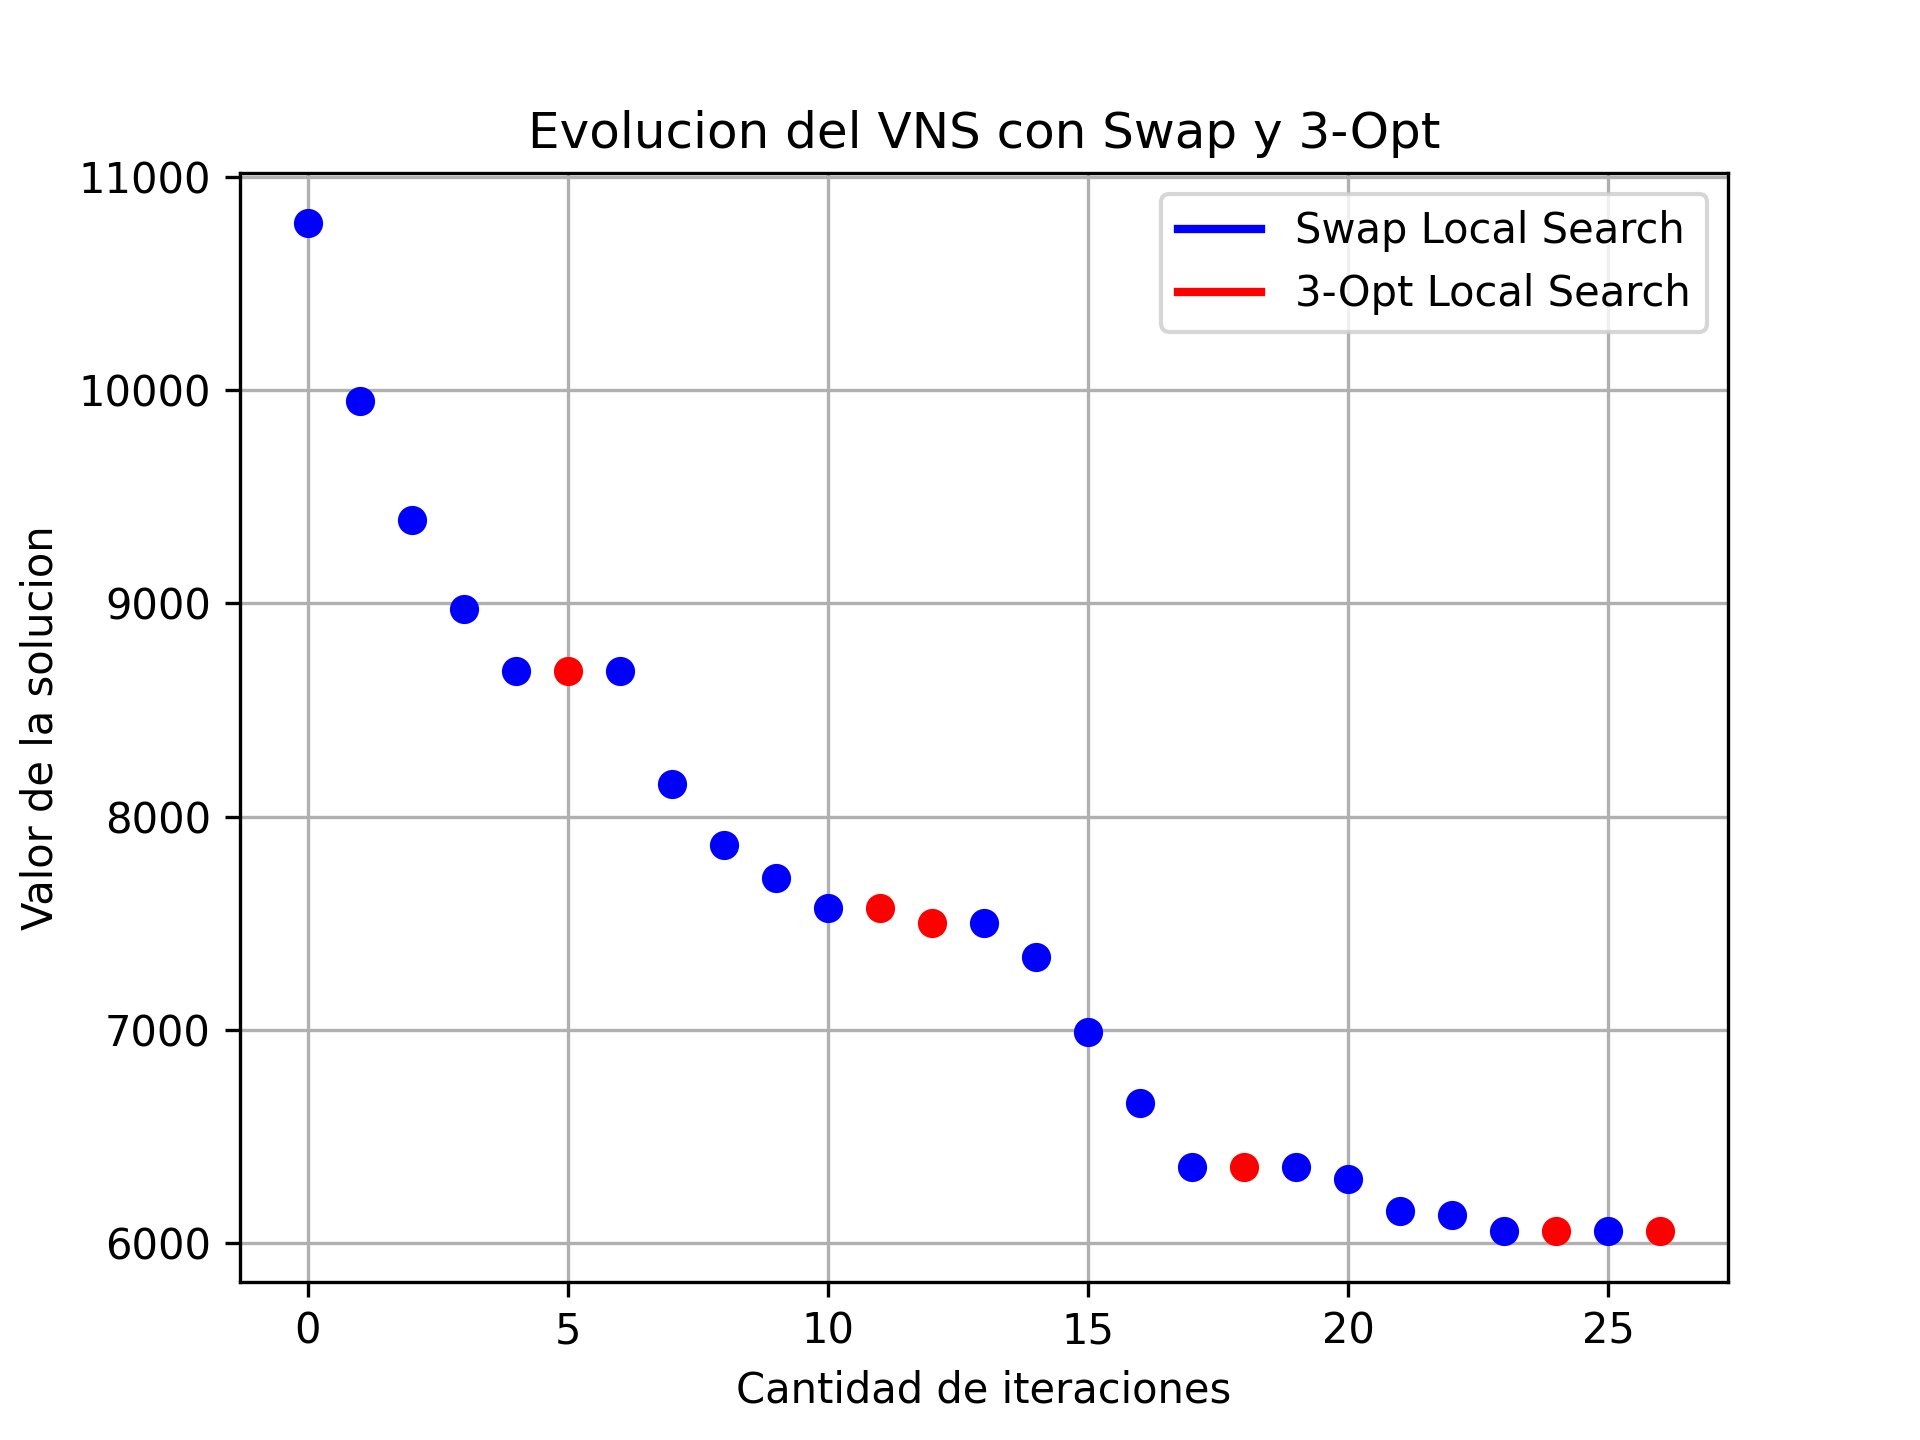 Evolucion del VNS con Swap y 3-Opt
11000
10000
9000
8000
7000
6000
Valor de la solucion
Swap Local Search
3-Opt Local Search
0 5 10 15 20 25
Cantidad de iteraciones